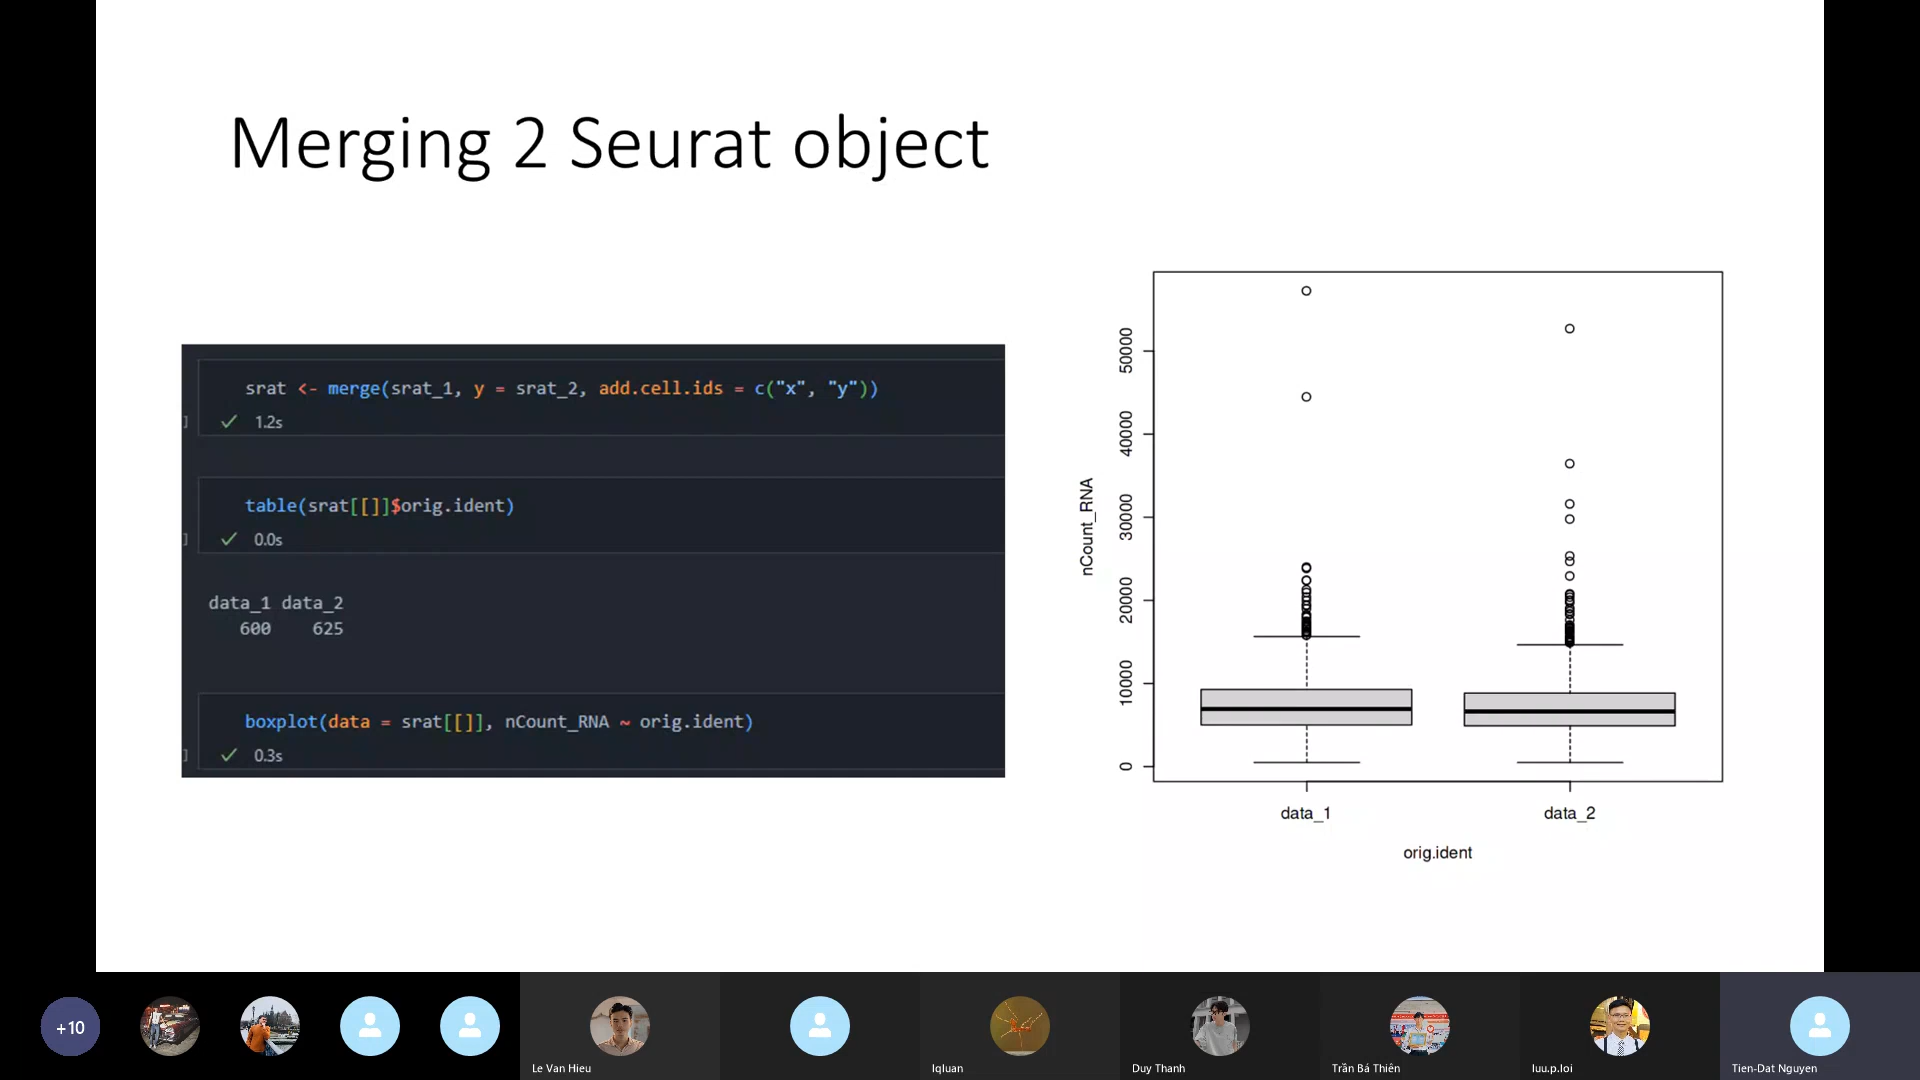 Merging 2 Seurat object
srat <- merge(srat_1, y = srat_2, add.cell.ids = c("x", "y"))
✓ 1.2s
table(srat[[]]$orig.ident)
✓ 0.0s
data_1 data_2
600 625
boxplot(data = srat[[]], nCount_RNA ~ orig.ident)
✓ 0.3s
nCount_RNA
50000
40000
30000
20000
10000
0
data_1
data_2
orig.ident
+10
Le Van Hieu
lqluan
Duy Thanh
Trần Bá Thiên
luu.p.loi
Tien-Dat Nguyen